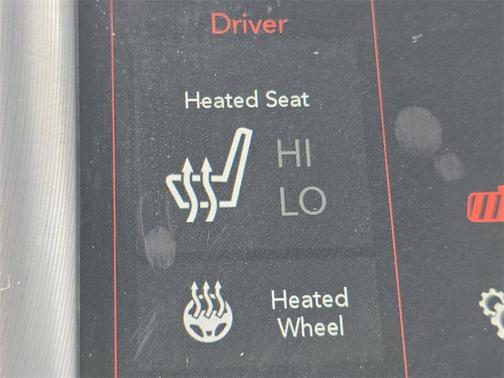 Driver
Heated Seat
HI
LO
Heated
Wheel